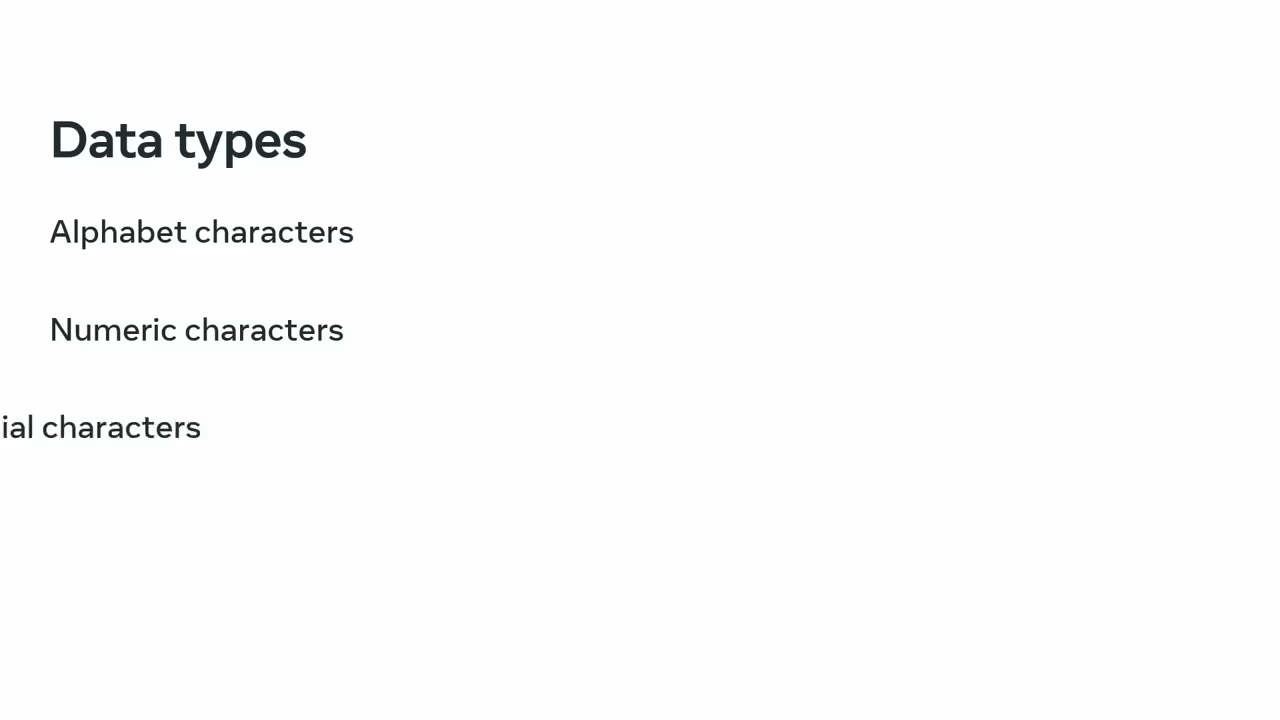 Data types
Alphabet characters
Numeric characters
ial characters